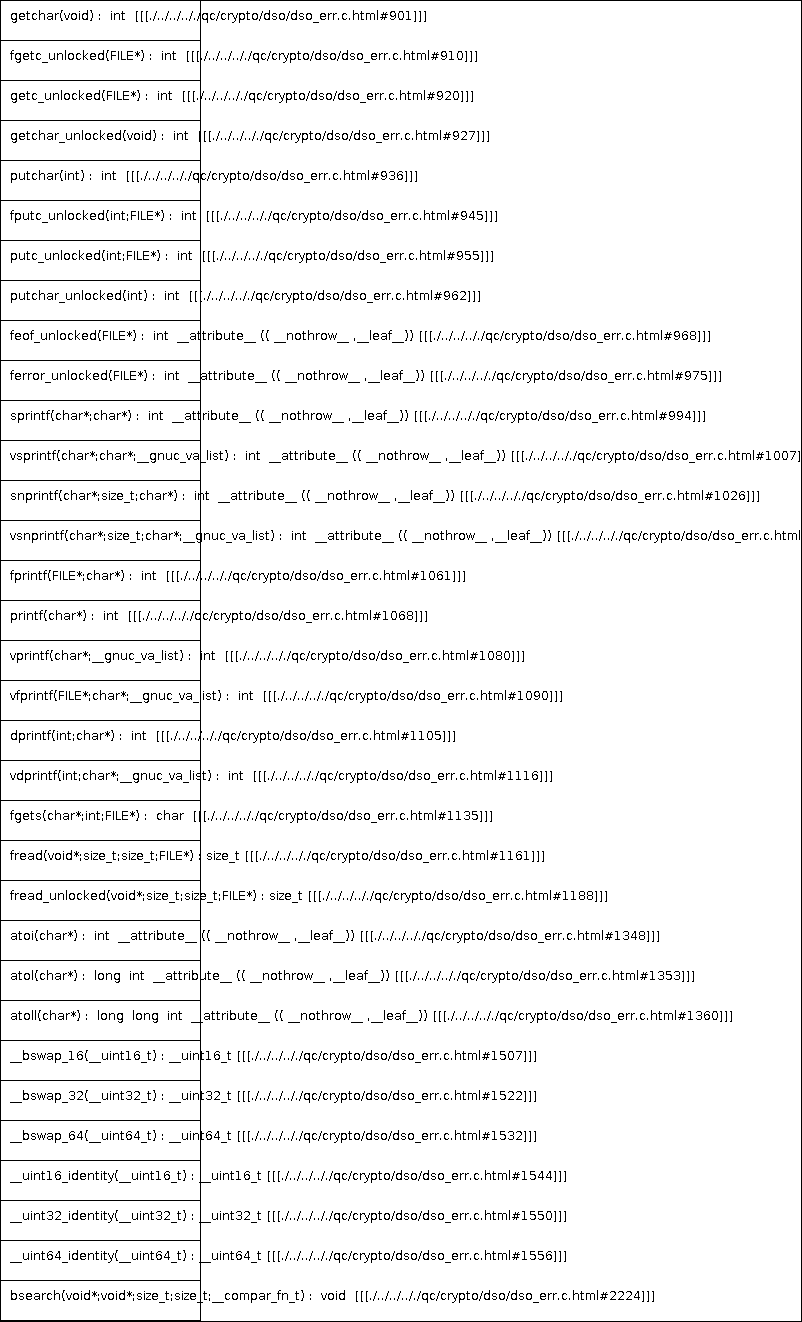 getchar(void) :  int  [[[./../../../qc/crypto/dso/dso_err.c.html#901]]]
fgetc_unlocked(FILE*) :  int  [[[./../../../qc/crypto/dso/dso_err.c.html#910]]]
getc_unlocked(FILE*) :  int  [[[./../../../qc/crypto/dso/dso_err.c.html#920]]]
getchar_unlocked(void) :  int  [[[./../../../qc/crypto/dso/dso_err.c.html#927]]]
putchar(int) :  int  [[[./../../../qc/crypto/dso/dso_err.c.html#936]]]
fputc_unlocked(int;FILE*) :  int  [[[./../../../qc/crypto/dso/dso_err.c.html#945]]]
putc_unlocked(int;FILE*) :  int  [[[./../../../qc/crypto/dso/dso_err.c.html#955]]]
putchar_unlocked(int) :  int  [[[./../../../qc/crypto/dso/dso_err.c.html#962]]]
feof_unlocked(FILE*) :  int  __attribute__ (( __nothrow__ ,__leaf__)) [[[./../../../qc/crypto/dso/dso_err.c.html#968]]]
ferror_unlocked(FILE*) :  int  __attribute__ (( __nothrow__ ,__leaf__)) [[[./../../../qc/crypto/dso/dso_err.c.html#975]]]
sprintf(char*;char*) :  int  __attribute__ (( __nothrow__ ,__leaf__)) [[[./../../../qc/crypto/dso/dso_err.c.html#994]]]
vsprintf(char*;char*;__gnuc_va_list) :  int  __attribute__ (( __nothrow__ ,__leaf__)) [[[./../../../qc/crypto/dso/dso_err.c.html#1007]
snprintf(char*;size_t;char*) :  int  __attribute__ (( __nothrow__ ,__leaf__)) [[[./../../../qc/crypto/dso/dso_err.c.html#1026]]]
vsnprintf(char*;size_t;char*;__gnuc_va_list) :  int  __attribute__ (( __nothrow__ ,__leaf__)) [[[./../../../qc/crypto/dso/dso_err.c.html
fprintf(FILE*;char*) :  int  [[[./../../../qc/crypto/dso/dso_err.c.html#1061]]]
printf(char*) :  int  [[[./../../../qc/crypto/dso/dso_err.c.html#1068]]]
vprintf(char*;__gnuc_va_list) :  int  [[[./../../../qc/crypto/dso/dso_err.c.html#1080]]]
vfprintf(FILE*;char*;__gnuc_va_list) :  int  [[[./../../../qc/crypto/dso/dso_err.c.html#1090]]]
dprintf(int;char*) :  int  [[[./../../../qc/crypto/dso/dso_err.c.html#1105]]]
vdprintf(int;char*;__gnuc_va_list) :  int  [[[./../../../qc/crypto/dso/dso_err.c.html#1116]]]
fgets(char*;int;FILE*) :  char  [[[./../../../qc/crypto/dso/dso_err.c.html#1135]]]
fread(void*;size_t;size_t;FILE*) : size_t [[[./../../../qc/crypto/dso/dso_err.c.html#1161]]]
fread_unlocked(void*;size_t;size_t;FILE*) : size_t [[[./../../../qc/crypto/dso/dso_err.c.html#1188]]]
atoi(char*) :  int  __attribute__ (( __nothrow__ ,__leaf__)) [[[./../../../qc/crypto/dso/dso_err.c.html#1348]]]
atol(char*) :  long  int  __attribute__ (( __nothrow__ ,__leaf__)) [[[./../../../qc/crypto/dso/dso_err.c.html#1353]]]
atoll(char*) :  long  long  int  __attribute__ (( __nothrow__ ,__leaf__)) [[[./../../../qc/crypto/dso/dso_err.c.html#1360]]]
__bswap_16(__uint16_t) : __uint16_t [[[./../../../qc/crypto/dso/dso_err.c.html#1507]]]
__bswap_32(__uint32_t) : __uint32_t [[[./../../../qc/crypto/dso/dso_err.c.html#1522]]]
__bswap_64(__uint64_t) : __uint64_t [[[./../../../qc/crypto/dso/dso_err.c.html#1532]]]
__uint16_identity(__uint16_t) : __uint16_t [[[./../../../qc/crypto/dso/dso_err.c.html#1544]]]
__uint32_identity(__uint32_t) : __uint32_t [[[./../../../qc/crypto/dso/dso_err.c.html#1550]]]
__uint64_identity(__uint64_t) : __uint64_t [[[./../../../qc/crypto/dso/dso_err.c.html#1556]]]
bsearch(void*;void*;size_t;size_t;__compar_fn_t) :  void  [[[./../../../qc/crypto/dso/dso_err.c.html#2224]]]